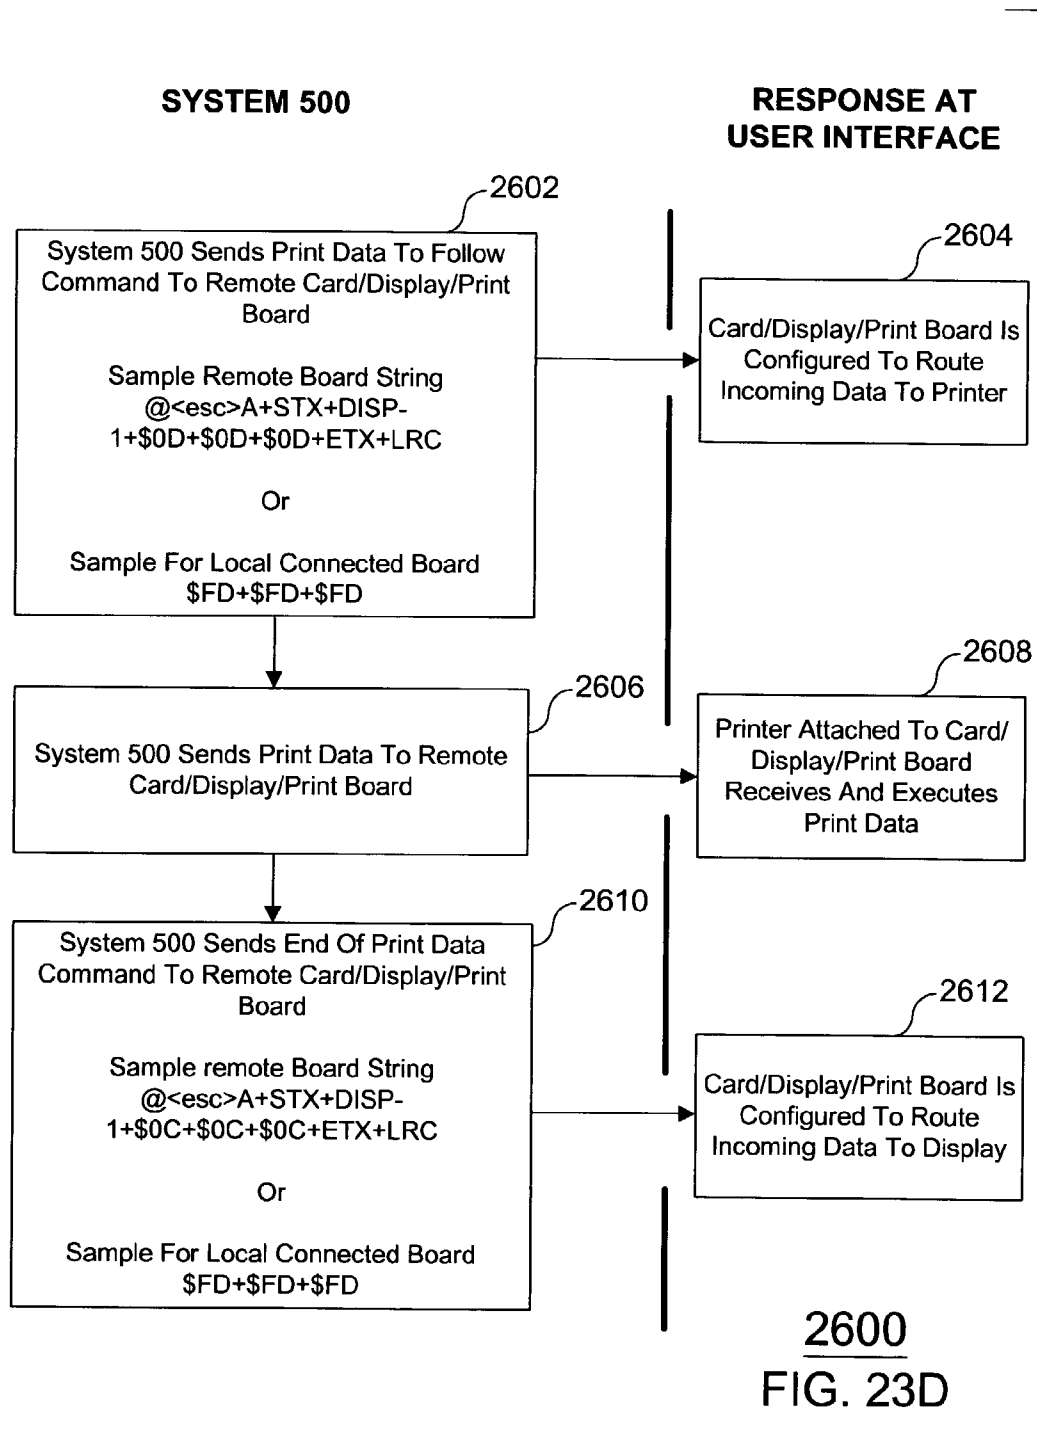 SYSTEM 500
RESPONSE AT
USER INTERFACE
2602
System 500 Sends Print Data To Follow
Command To Remote Card/Display/Print
Board
Sample Remote Board String
@<esc>A+STX+DISP-
1+$0D+$0D+$0D+ETX+LRC
Or
Sample For Local Connected Board
$FD+$FD+$FD
2604
Card/Display/Print Board Is
Configured To Route
Incoming Data To Printer
2606
System 500 Sends Print Data To Remote
Card/Display/Print Board
2608
Printer Attached To Card/
Display/Print Board
Receives And Executes
Print Data
2610
System 500 Sends End Of Print Data
Command To Remote Card/Display/Print
Board
Sample remote Board String
@<esc>A+STX+DISP-
1+$0C+$0C+$0C+ETX+LRC
Or
Sample For Local Connected Board
$FD+$FD+$FD
2612
Card/Display/Print Board Is
Configured To Route
Incoming Data To Display
2600
FIG. 23D